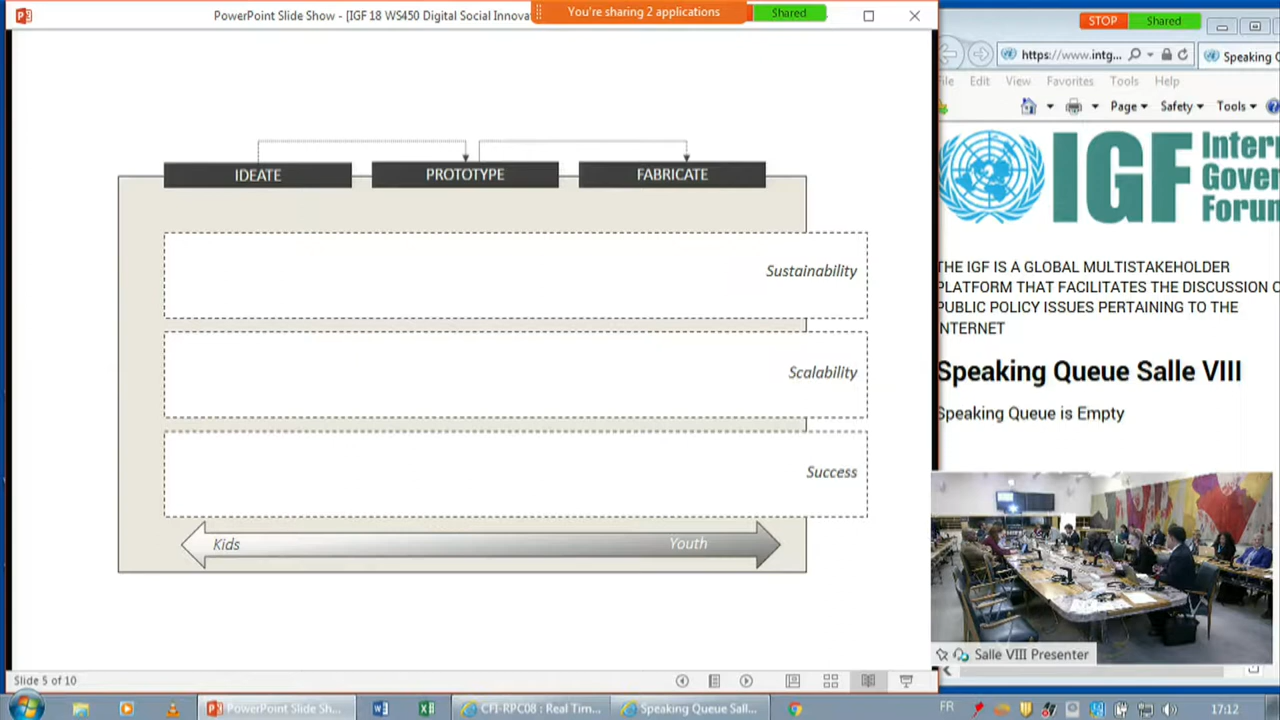 PowerPoint Slide Show - [IGF 18 WS450 Digital Social Innova
You're sharing 2 applications
Shared
STOP
Shared
https://www.intg...
Speaking Q
File Edit View Favorites Tools Help
Page Safety Tools
IDEATE
PROTOTYPE
FABRICATE
Sustainability
Scalability
Success
Kids
Youth
IGF
Intern
Gover
Forum
THE IGF IS A GLOBAL MULTISTAKEHOLDER
PLATFORM THAT FACILITATES THE DISCUSSION O
PUBLIC POLICY ISSUES PERTAINING TO THE
INTERNET
Speaking Queue Salle VIII
Speaking Queue is Empty
Salle VIII Presenter
Slide 5 of 10
PowerPoint Slide Sh...
CFI-RPC08 : Real Tim...
Speaking Queue Sall...
FR
17:12